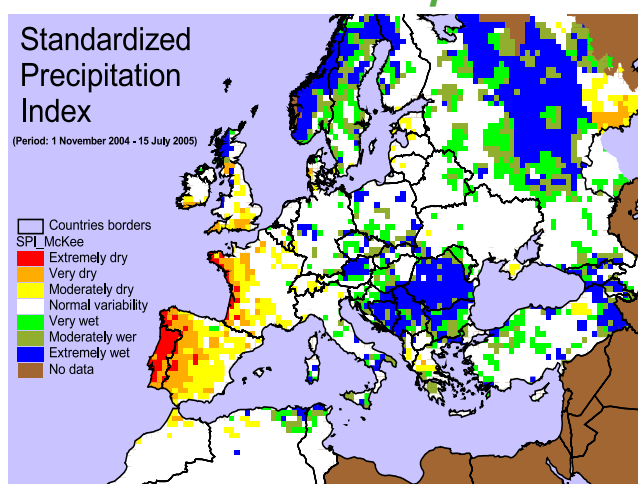 Standardized
Precipitation
Index
(Period: 1 November 2004 - 15 July 2005)
Countries borders
SPI_McKee
Extremely dry
Very dry
Moderately dry
Normal variability
Very wet
Moderately wer
Extremely wet
No data